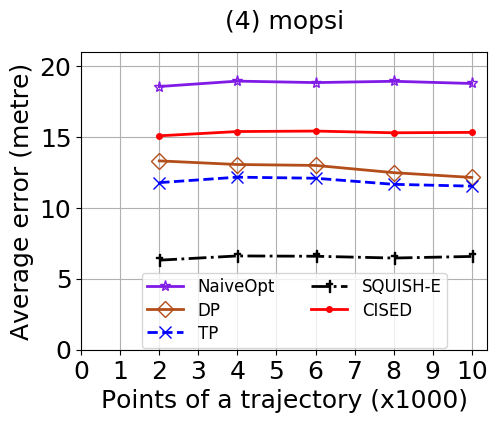 (4) mopsi
Average error (metre)
20
15
10
5
0
NaiveOpt
DP
TP
SQUISH-E
CISED
0 1 2 3 4 5 6 7 8 9 10
Points of a trajectory (x1000)